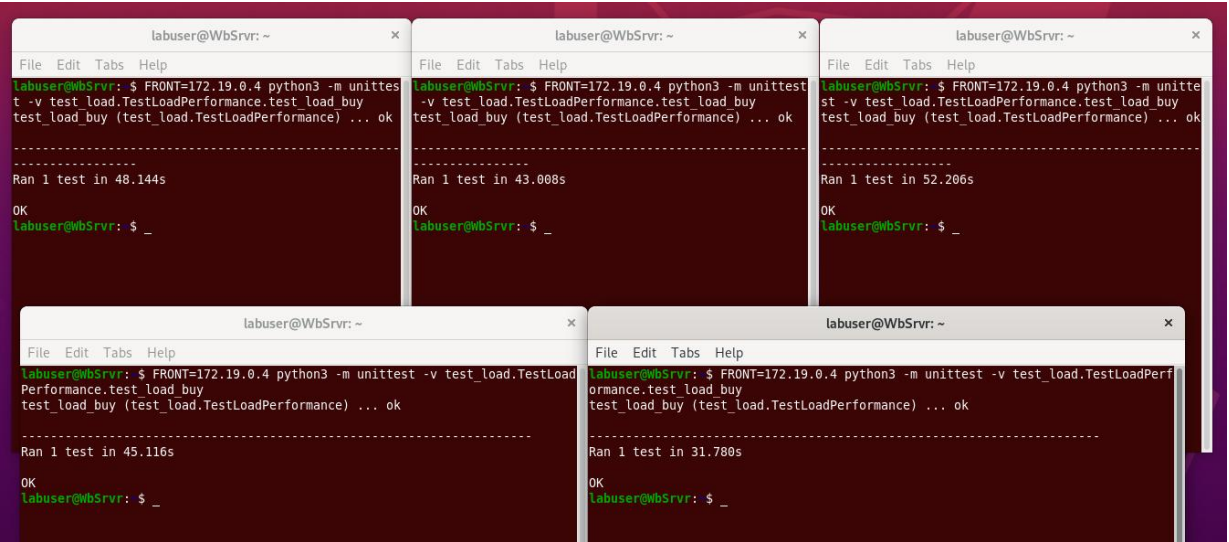 labuser@WbSrvr: ~ ×
File Edit Tabs Help
labuser@WbSrvr:~$ FRONT=172.19.0.4 python3 -m unittes
t -v test_load.TestLoadPerformance.test_load_buy
test_load_buy (test_load.TestLoadPerformance) ... ok
-----------------------------------------------------
-----------------
Ran 1 test in 48.144s
OK
labuser@WbSrvr:~$ _
labuser@WbSrvr: ~ ×
File Edit Tabs Help
labuser@WbSrvr:~$ FRONT=172.19.0.4 python3 -m unittest
-v test_load.TestLoadPerformance.test_load_buy
test_load_buy (test_load.TestLoadPerformance) ... ok
------------------------------------------------------
----------------
Ran 1 test in 43.008s
OK
labuser@WbSrvr:~$ _
labuser@WbSrvr: ~ ×
File Edit Tabs Help
labuser@WbSrvr:~$ FRONT=172.19.0.4 python3 -m unitte
st -v test_load.TestLoadPerformance.test_load_buy
test_load_buy (test_load.TestLoadPerformance) ... ok
----------------------------------------------------
------------------
Ran 1 test in 52.206s
OK
labuser@WbSrvr:~$ _
labuser@WbSrvr: ~ ×
File Edit Tabs Help
labuser@WbSrvr:~$ FRONT=172.19.0.4 python3 -m unittest -v test_load.TestLoad
Performance.test_load_buy
test_load_buy (test_load.TestLoadPerformance) ... ok
----------------------------------------------------------------------
Ran 1 test in 45.116s
OK
labuser@WbSrvr:~$ _
labuser@WbSrvr: ~ ×
File Edit Tabs Help
labuser@WbSrvr:~$ FRONT=172.19.0.4 python3 -m unittest -v test_load.TestLoadPerf
ormance.test_load_buy
test_load_buy (test_load.TestLoadPerformance) ... ok
----------------------------------------------------------------------
Ran 1 test in 31.780s
OK
labuser@WbSrvr:~$ _